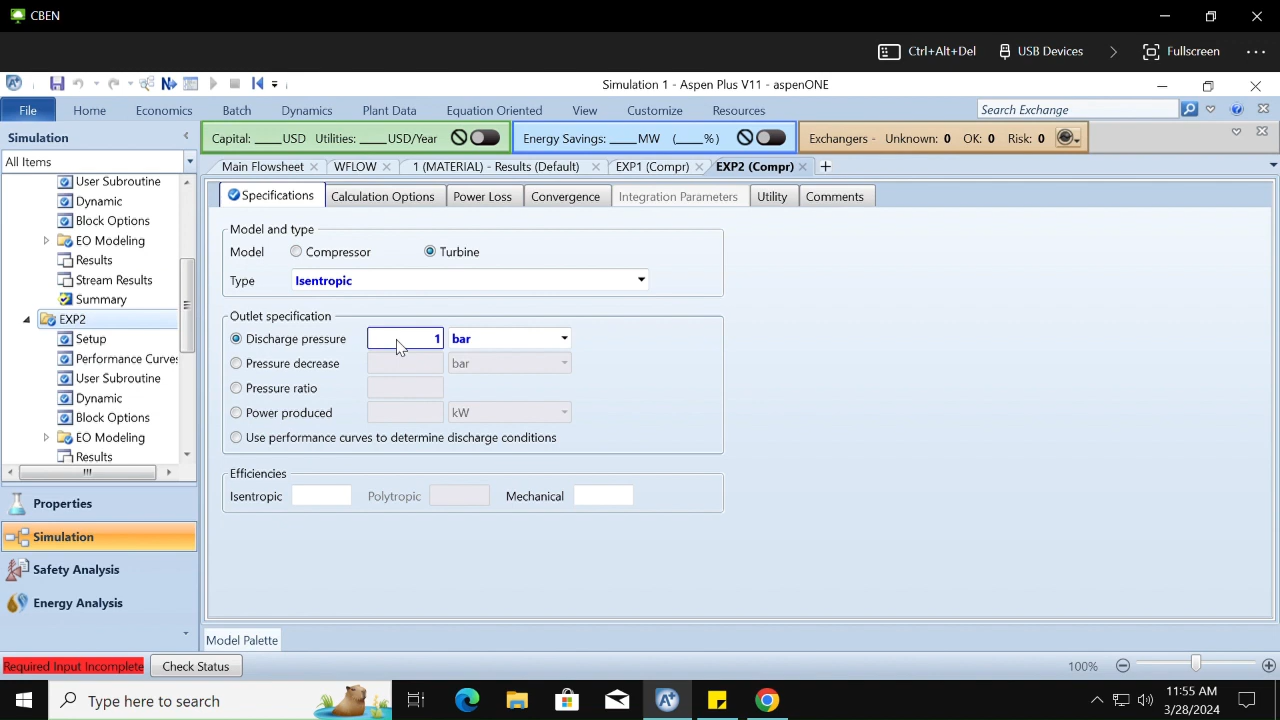 CBEN
Ctrl+Alt+Del USB Devices Fullscreen
Simulation 1 - Aspen Plus V11 - aspenONE
File Home Economics Batch Dynamics Plant Data Equation Oriented View Customize Resources Search Exchange
Simulation
Capital: ____USD Utilities: ____USD/Year Energy Savings: ____MW (____%) Exchangers - Unknown: 0 OK: 0 Risk: 0
All Items
Main Flowsheet WFLOW 1 (MATERIAL) - Results (Default) EXP1 (Compr) EXP2 (Compr)
User Subroutine
Dynamic
Block Options
EO Modeling
Results
Stream Results
Summary
EXP2
Setup
Performance Curves
User Subroutine
Dynamic
Block Options
EO Modeling
Results
Specifications Calculation Options Power Loss Convergence Integration Parameters Utility Comments
Model and type
Model Compressor Turbine
Type Isentropic
Outlet specification
Discharge pressure 1 bar
Pressure decrease bar
Pressure ratio
Power produced kW
Use performance curves to determine discharge conditions
Efficiencies
Isentropic Polytropic Mechanical
Properties
Simulation
Safety Analysis
Energy Analysis
Model Palette
Required Input Incomplete Check Status 100%
Type here to search
11:55 AM
3/28/2024